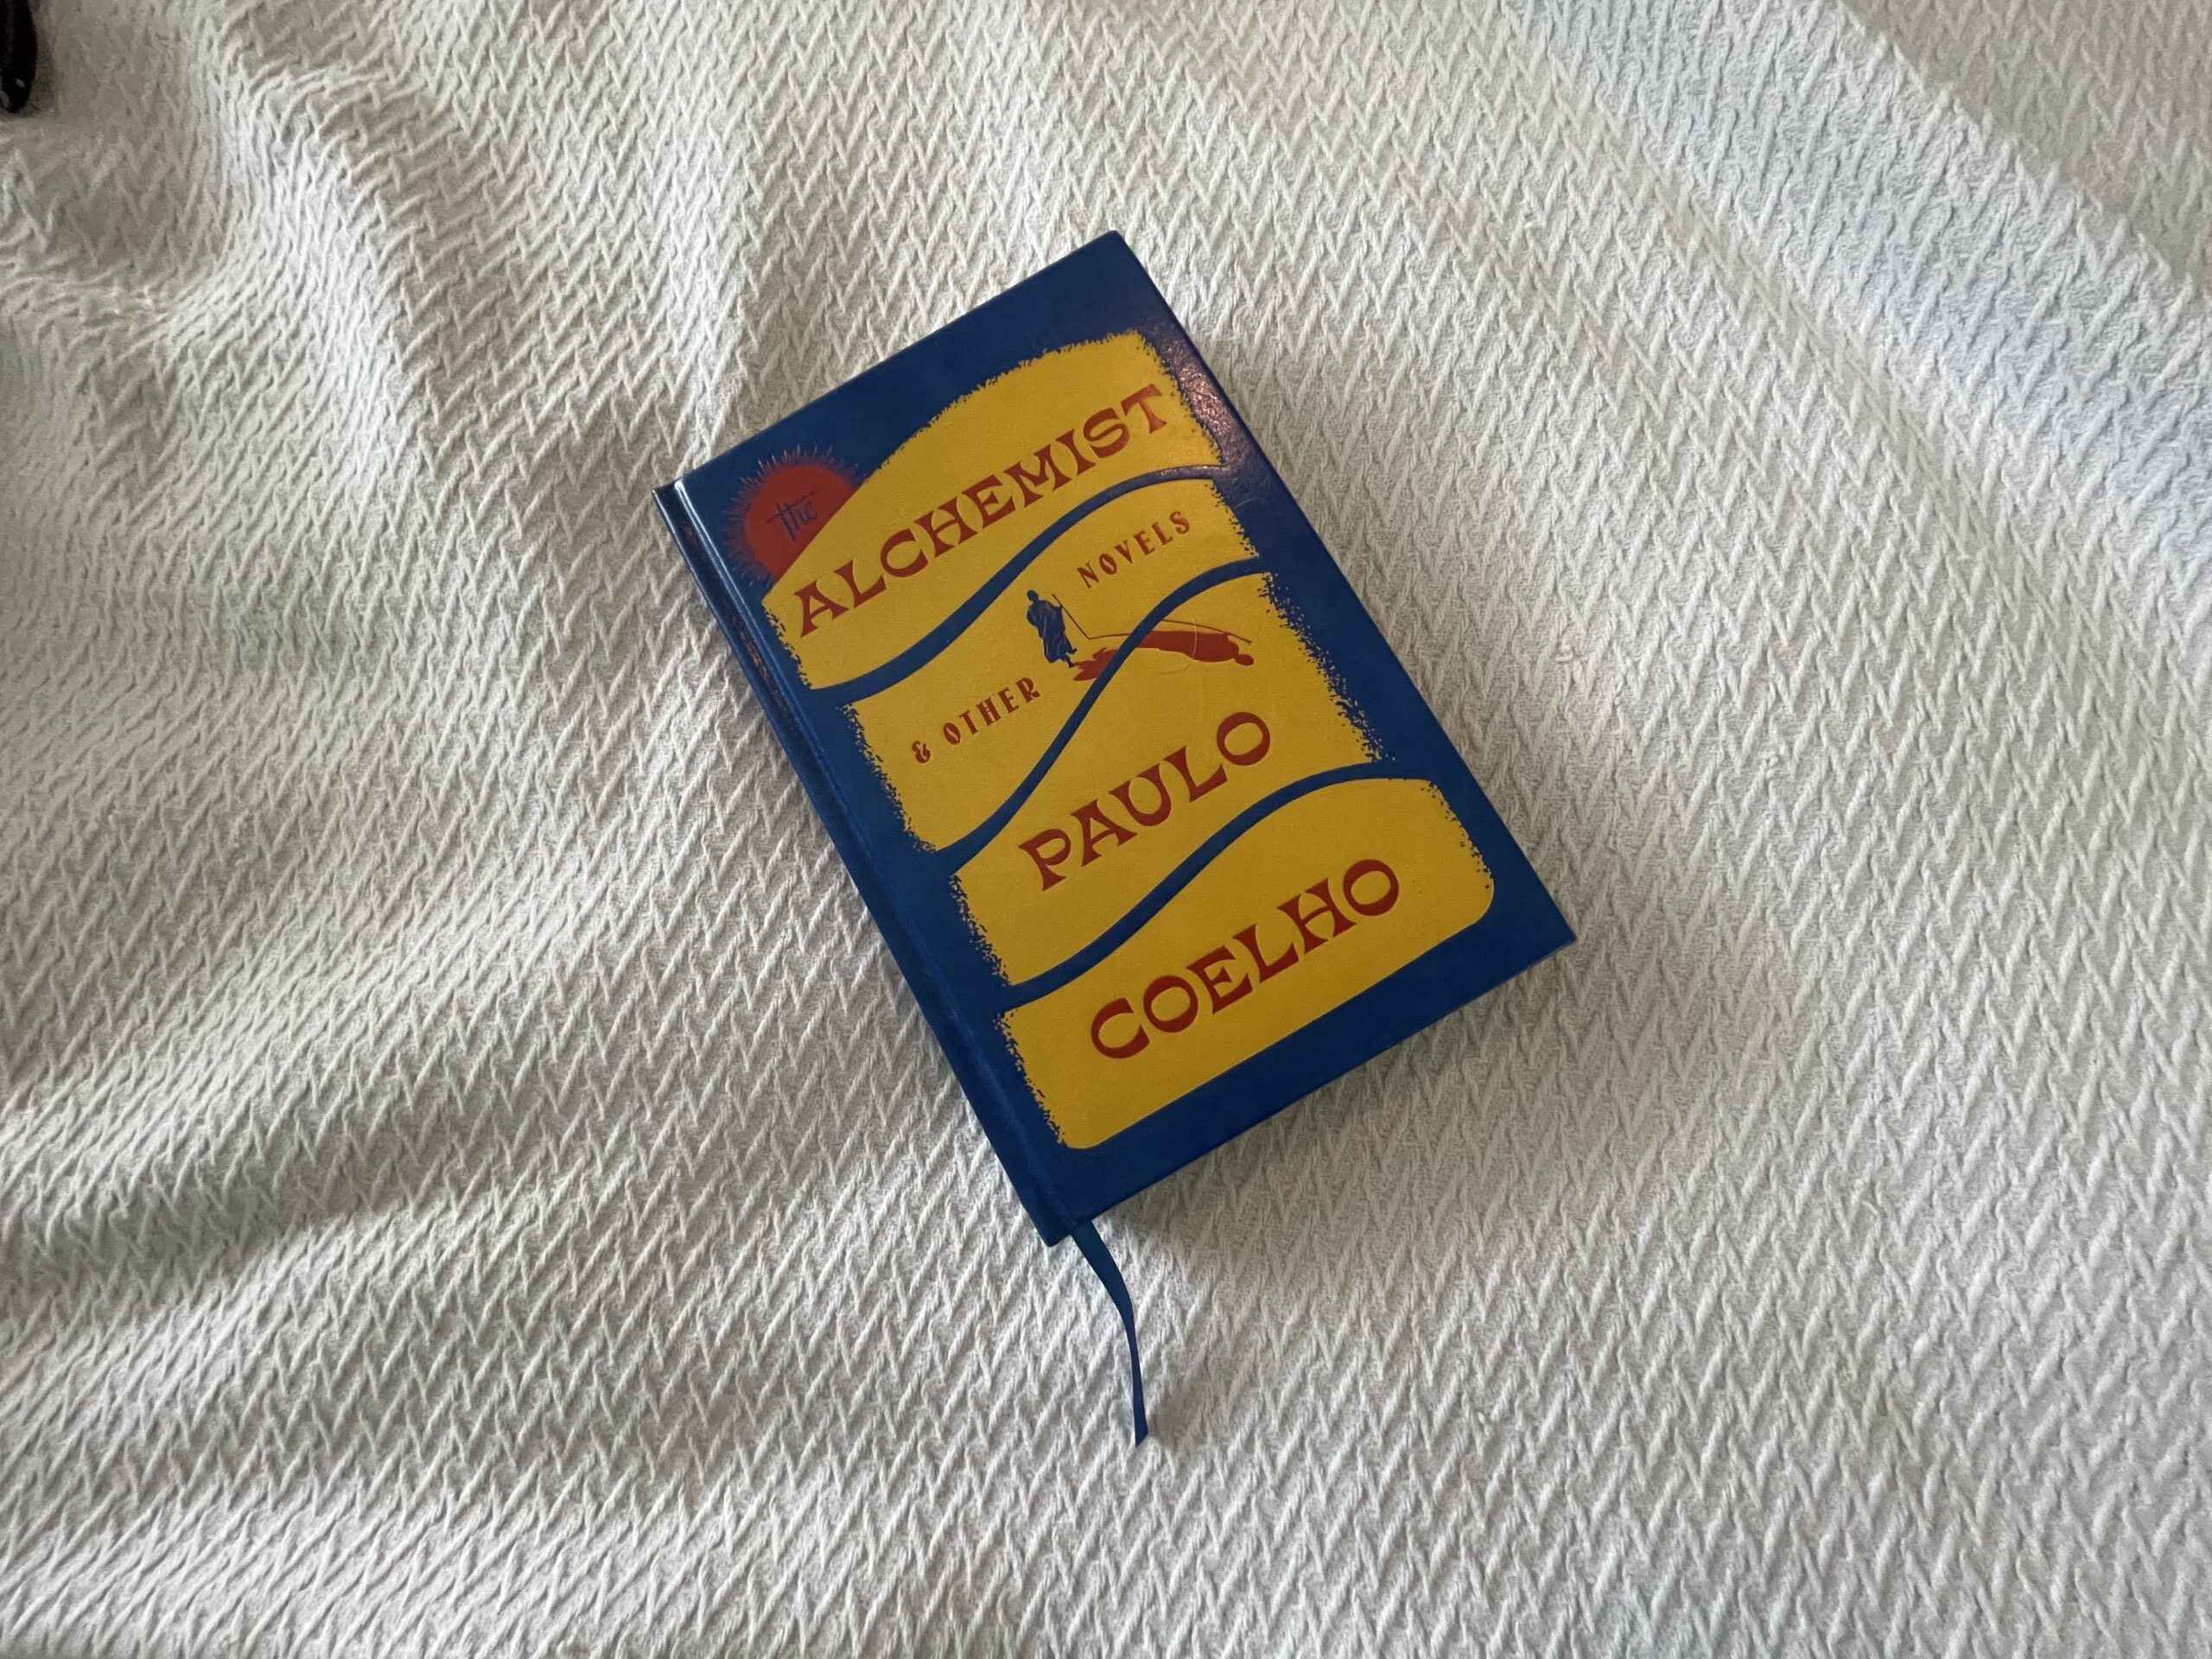 the
ALCHEMIST
& OTHER NOVELS
PAULO
COELHO